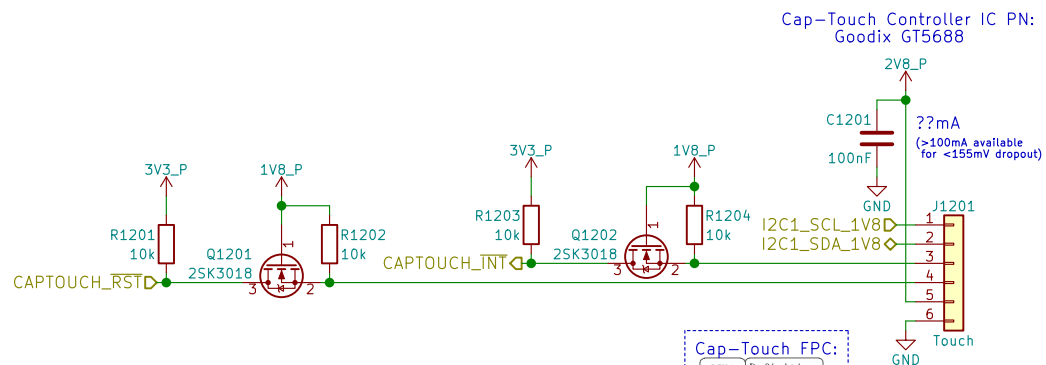 Cap-Touch Controller IC PN:
Goodix GT5688
2V8_P
C1201
100nF
??mA
(>100mA available
for <155mV dropout)
GND
3V3_P
1V8_P
3V3_P
1V8_P
R1201
10k
Q1201
2SK3018
1
3
2
R1202
10k
R1203
10k
Q1202
2SK3018
1
3
2
R1204
10k
CAPTOUCH_RST
CAPTOUCH_INT
I2C1_SCL_1V8
I2C1_SDA_1V8
J1201
1
2
3
4
5
6
Touch
GND
Cap-Touch FPC: